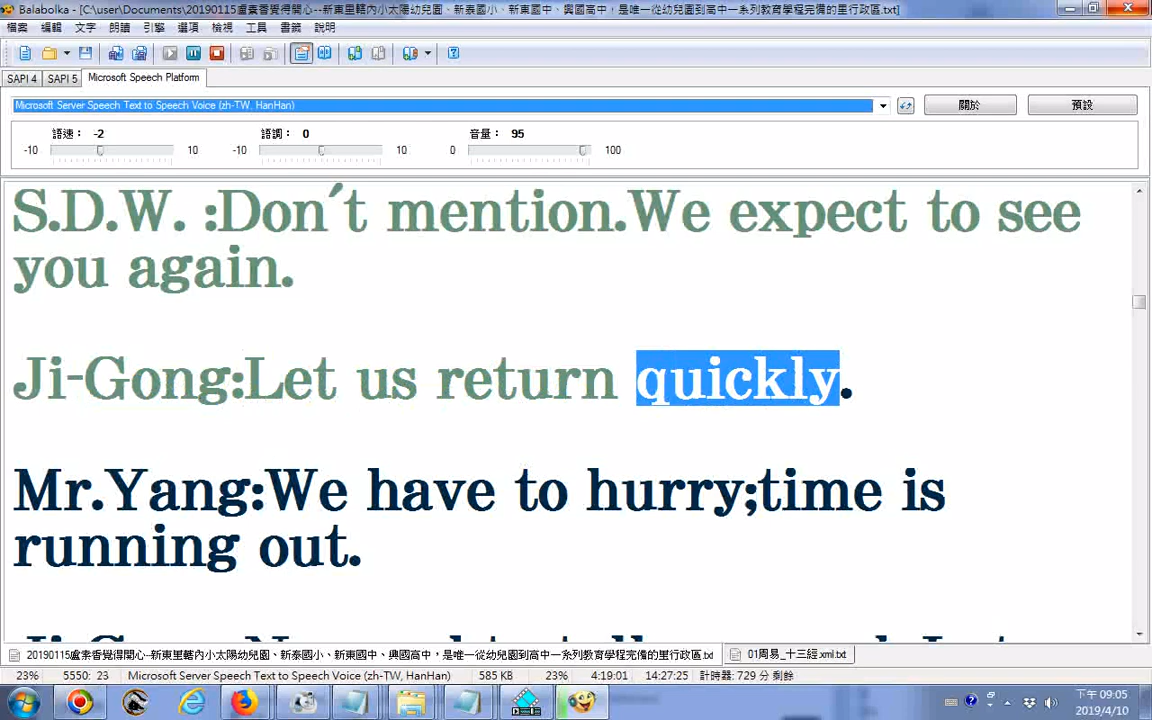 Balabolka - [C:\user\Documents\20190115盧素香覺得開心--新東里轄內小太陽幼兒園、新泰國小、新東國中、興國高中，是唯一從幼兒園到高中一系列教育學程完備的里行政區.txt]
檔案 編輯 文字 朗讀 引擎 選項 檢視 工具 書籤 說明
SAPI 4 SAPI 5 Microsoft Speech Platform
Microsoft Server Speech Text to Speech Voice (zh-TW, HanHan) 關於 預設
語速： -2 語調： 0 音量： 95
-10 10 -10 10 0 100
S.D.W. :Don´t mention.We expect to see
you again.
Ji-Gong:Let us return quickly.
Mr.Yang:We have to hurry;time is
running out.
20190115盧素香覺得開心--新東里轄內小太陽幼兒園、新泰國小、新東國中、興國高中，是唯一從幼兒園到高中一系列教育學程完備的里行政區.txt 01周易_十三經.xml.txt
23% 5550: 23 Microsoft Server Speech Text to Speech Voice (zh-TW, HanHan) 585 KB 23% 4:19:01 14:27:25 計時器: 729 分 剩餘
下午 09:05
2019/4/10